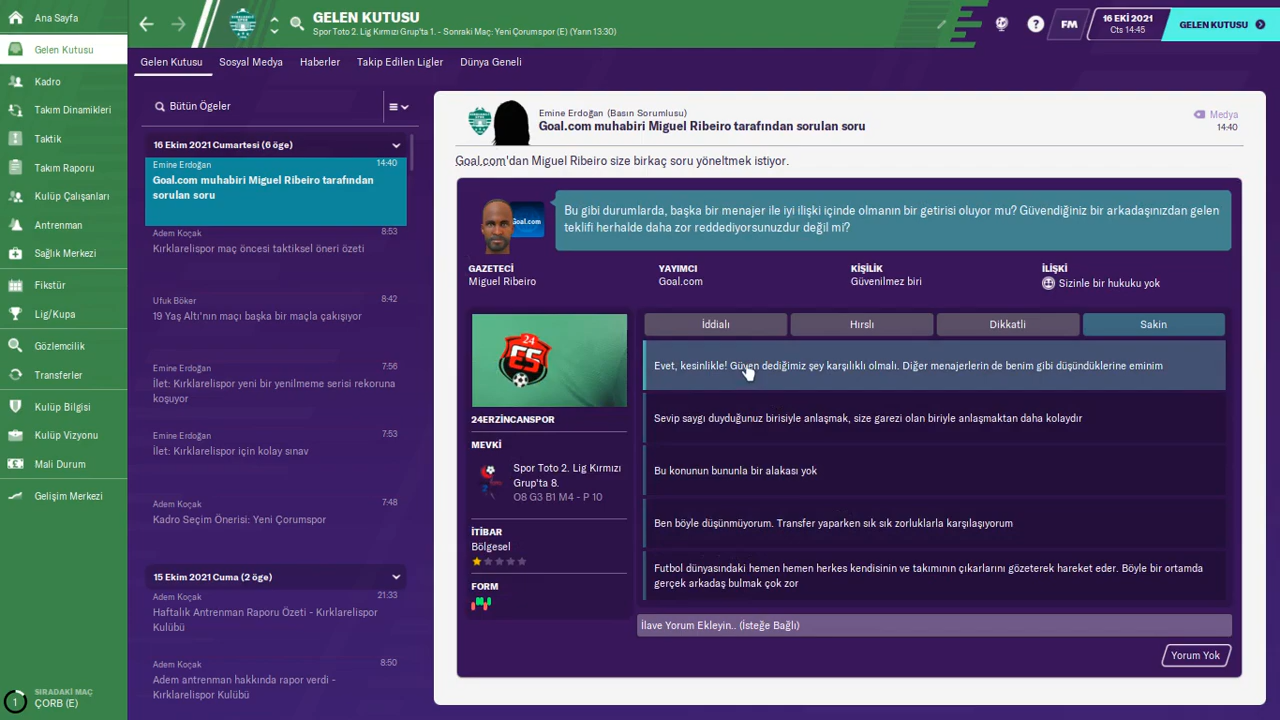 Ana Sayfa
Gelen Kutusu
Kadro
Takım Dinamikleri
Taktik
Takım Raporu
Kulüp Çalışanları
Antrenman
Sağlık Merkezi
Fikstür
Lig/Kupa
Gözlemcilik
Transferler
Kulüp Bilgisi
Kulüp Vizyonu
Mali Durum
Gelişim Merkezi
1
SIRADAKİ MAÇ
ÇORB (E)
GELEN KUTUSU
Spor Toto 2. Lig Kırmızı Grup'ta 1. - Sonraki Maç: Yeni Çorumspor (E) (Yarın 13:30)
?
FM
16 EKİ 2021
Cts 14:45
GELEN KUTUSU
Gelen Kutusu
Sosyal Medya
Haberler
Takip Edilen Ligler
Dünya Geneli
Bütün Ögeler
16 Ekim 2021 Cumartesi (6 öge)
Emine Erdoğan 14:40
Goal.com muhabiri Miguel Ribeiro tarafından
sorulan soru
Adem Koçak 8:53
Kırklarelispor maç öncesi taktiksel öneri özeti
Ufuk Böker 8:42
19 Yaş Altı'nın maçı başka bir maçla çakışıyor
Emine Erdoğan 7:56
İlet: Kırklarelispor yeni bir yenilmeme serisi rekoruna
koşuyor
Emine Erdoğan 7:53
İlet: Kırklarelispor için kolay sınav
Adem Koçak 7:48
Kadro Seçim Önerisi: Yeni Çorumspor
15 Ekim 2021 Cuma (2 öge)
Adem Koçak 21:33
Haftalık Antrenman Raporu Özeti - Kırklarelispor
Kulübü
Adem Koçak 8:50
Adem antrenman hakkında rapor verdi -
Kırklarelispor Kulübü
Emine Erdoğan (Basın Sorumlusu)
Goal.com muhabiri Miguel Ribeiro tarafından sorulan soru
Medya
14:40
Goal.com'dan Miguel Ribeiro size birkaç soru yöneltmek istiyor.
Goal.com
Bu gibi durumlarda, başka bir menajer ile iyi ilişki içinde olmanın bir getirisi oluyor mu? Güvendiğiniz bir arkadaşınızdan gelen
teklifi herhalde daha zor reddediyorsunuzdur değil mi?
GAZETECİ
Miguel Ribeiro
YAYIMCI
Goal.com
KİŞİLİK
Güvenilmez biri
İLİŞKİ
Sizinle bir hukuku yok
24
ES
24ERZİNCANSPOR
MEVKİ
Spor Toto 2. Lig Kırmızı
Grup'ta 8.
O8 G3 B1 M4 - P 10
İTİBAR
Bölgesel
FORM
İddialı
Hırslı
Dikkatli
Sakin
Evet, kesinlikle! Güven dediğimiz şey karşılıklı olmalı. Diğer menajerlerin de benim gibi düşündüklerine eminim
Sevip saygı duyduğunuz birisiyle anlaşmak, size garezi olan biriyle anlaşmaktan daha kolaydır
Bu konunun bununla bir alakası yok
Ben böyle düşünmüyorum. Transfer yaparken sık sık zorluklarla karşılaşıyorum
Futbol dünyasındaki hemen hemen herkes kendisinin ve takımının çıkarlarını gözeterek hareket eder. Böyle bir ortamda
gerçek arkadaş bulmak çok zor
İlave Yorum Ekleyin.. (İsteğe Bağlı)
Yorum Yok